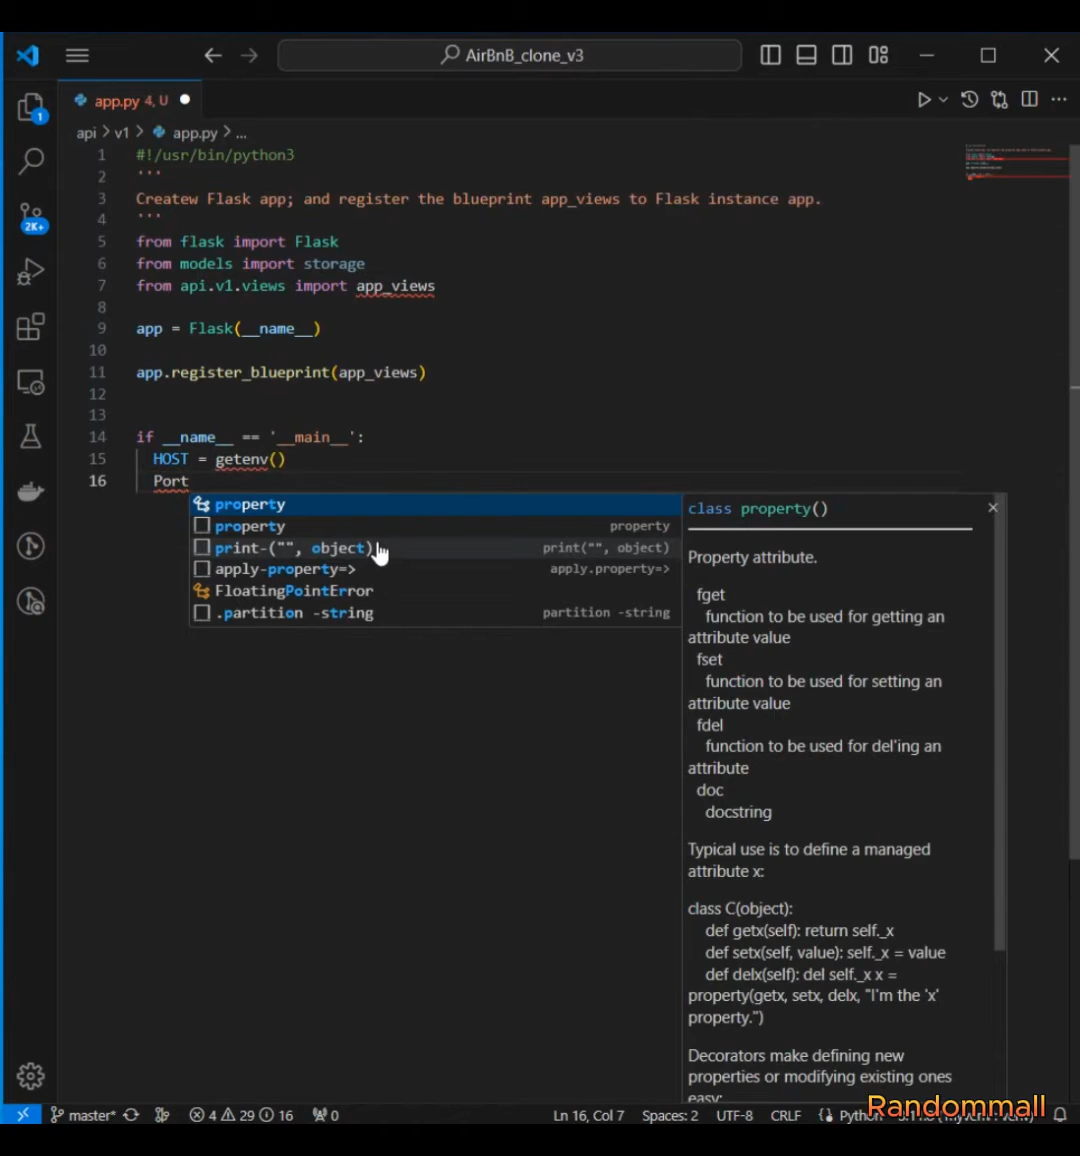 AirBnB_clone_v3
app.py 4, U
api > v1 > app.py > ...
1 #!/usr/bin/python3
2 '''
3 Createw Flask app; and register the blueprint app_views to Flask instance app.
4 '''
5 from flask import Flask
6 from models import storage
7 from api.v1.views import app_views
8
9 app = Flask(__name__)
10
11 app.register_blueprint(app_views)
12
13
14 if __name__ == '__main__':
15 HOST = getenv()
16 Port
property
property property
print-("", object) print("", object)
apply-property=> apply.property=>
FloatingPointError
.partition -string partition -string
class property()
Property attribute.
fget
function to be used for getting an
attribute value
fset
function to be used for setting an
attribute value
fdel
function to be used for del'ing an
attribute
doc
docstring
Typical use is to define a managed
attribute x:
class C(object):
def getx(self): return self._x
def setx(self, value): self._x = value
def delx(self): del self._x x =
property(getx, setx, delx, "I'm the 'x'
property.")
Decorators make defining new
properties or modifying existing ones
easy:
1
2K+
master* 4 29 16 0 Ln 16, Col 7 Spaces: 2 UTF-8 CRLF Python
Randommall